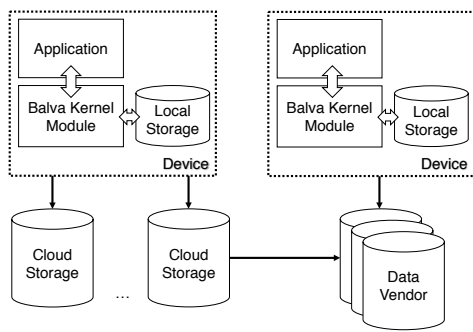 Application
Balva Kernel
Module
Local
Storage
Device
Application
Balva Kernel
Module
Local
Storage
Device
Cloud
Storage
...
Cloud
Storage
Data
Vendor